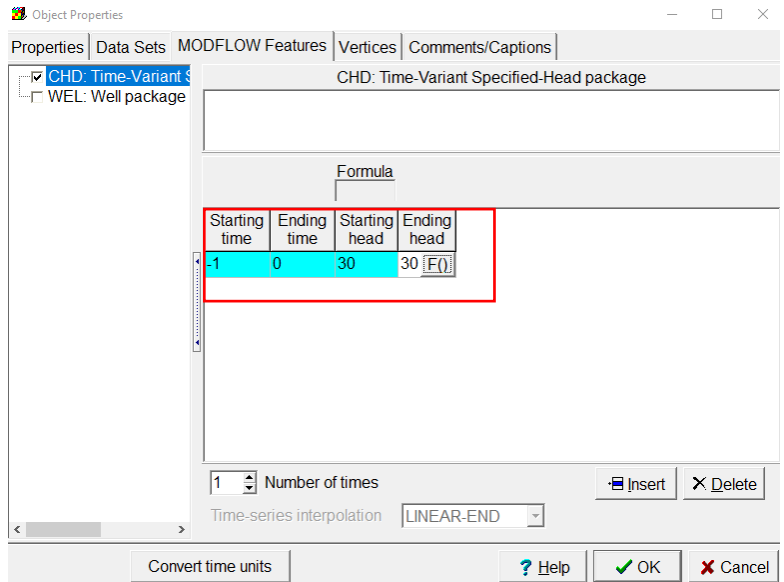 Object Properties
Properties Data Sets MODFLOW Features Vertices Comments/Captions
CHD: Time-Variant S
WEL: Well package
CHD: Time-Variant Specified-Head package
Formula
Starting time Ending time Starting head Ending head
-1 0 30 30 F()
1 Number of times
Insert Delete
Time-series interpolation LINEAR-END
Convert time units Help OK Cancel